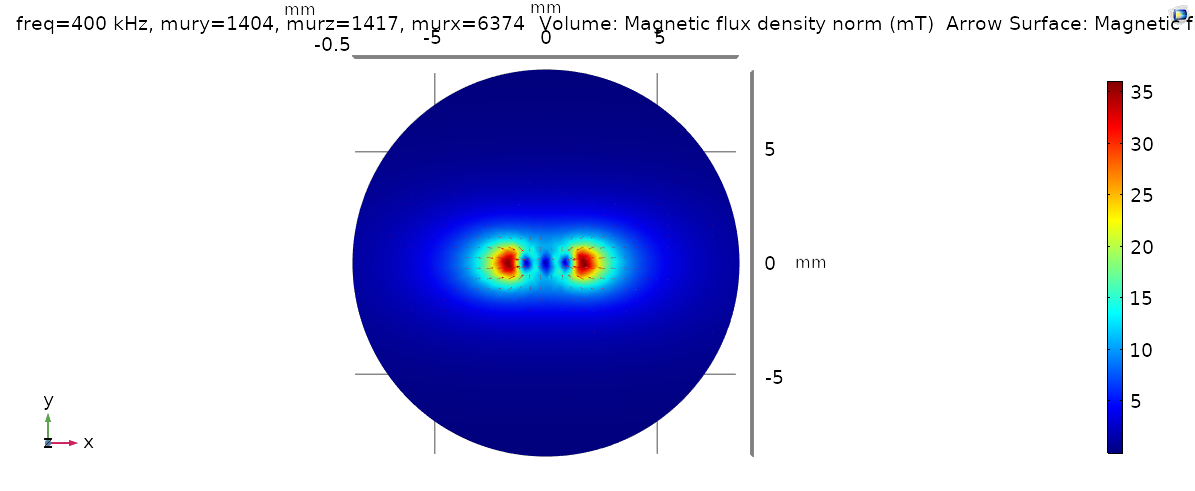 mm mm
freq=400 kHz, mury=1404, murz=1417, murx=6374 Volume: Magnetic flux density norm (mT) Arrow Surface: Magnetic f
-0.5 -5 0 5
35
5
30
25
20
0 mm
15
10
-5
5
y
z x